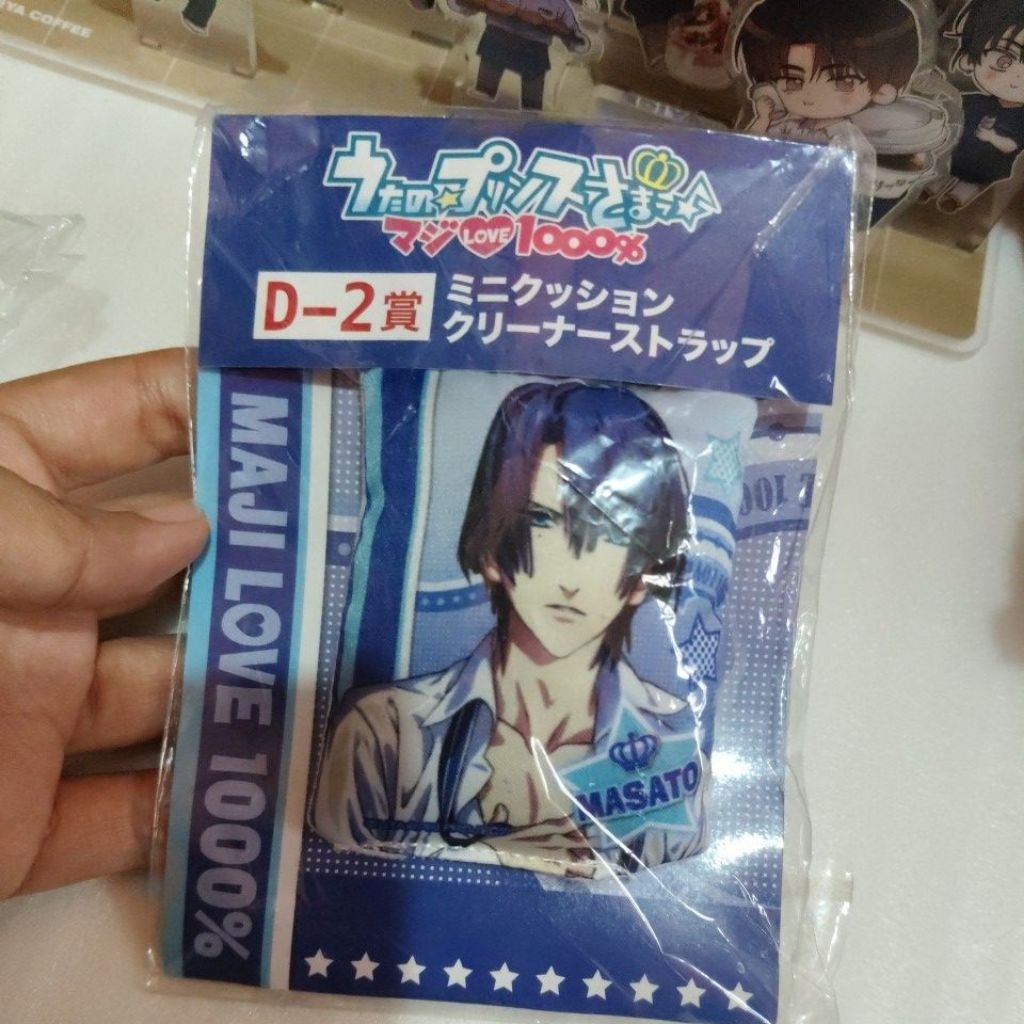 YA COFFEE
うたの☆プリンスさまっ♪
マジLOVE1000%
D-2賞
ミニクッション
クリーナーストラップ
MAJI LOVE 1000%
MASATO